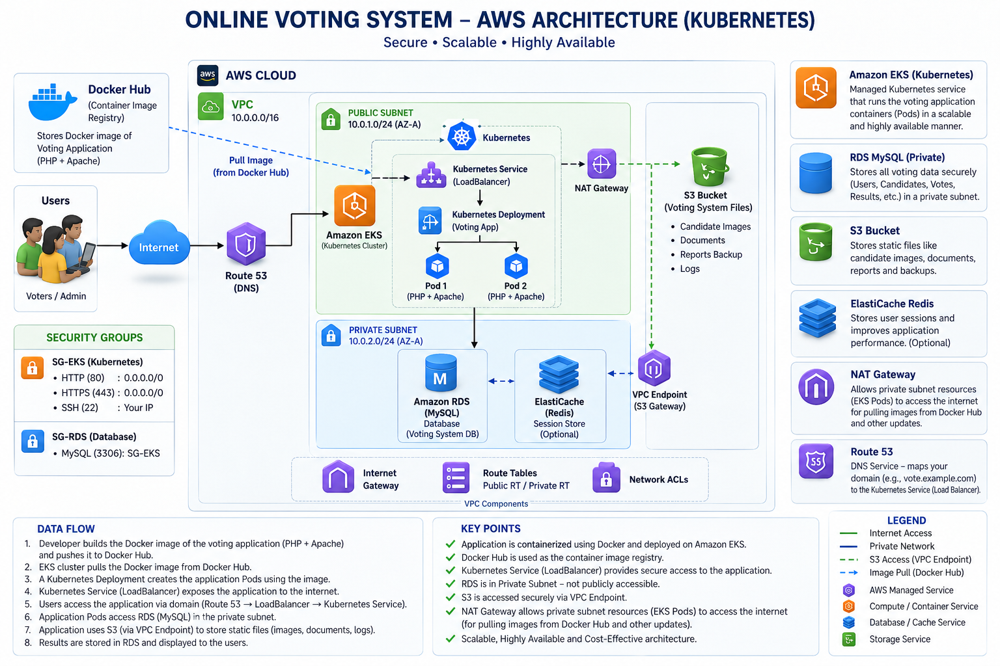 ONLINE VOTING SYSTEM – AWS ARCHITECTURE (KUBERNETES)
Secure • Scalable • Highly Available
Docker Hub
(Container Image
Registry)
Stores Docker image of
Voting Application
(PHP + Apache)
Users
Voters / Admin
Internet
SECURITY GROUPS
SG-EKS (Kubernetes)
• HTTP (80) : 0.0.0.0/0
• HTTPS (443) : 0.0.0.0/0
• SSH (22) : Your IP
SG-RDS (Database)
• MySQL (3306): SG-EKS
aws
AWS CLOUD
VPC
10.0.0.0/16
Pull Image
(from Docker Hub)
Route 53
(DNS)
PUBLIC SUBNET
10.0.1.0/24 (AZ-A)
Kubernetes
Amazon EKS
(Kubernetes Cluster)
Kubernetes Service
(LoadBalancer)
Kubernetes Deployment
(Voting App)
Pod 1
(PHP + Apache)
Pod 2
(PHP + Apache)
NAT Gateway
S3 Bucket
(Voting System Files)
• Candidate Images
• Documents
• Reports Backup
• Logs
PRIVATE SUBNET
10.0.2.0/24 (AZ-A)
M
Amazon RDS
(MySQL)
Database
(Voting System DB)
ElastiCache
(Redis)
Session Store
(Optional)
VPC Endpoint
(S3 Gateway)
Internet
Gateway
Route Tables
Public RT / Private RT
Network ACLs
VPC Components
Amazon EKS (Kubernetes)
Managed Kubernetes service
that runs the voting application
containers (Pods) in a scalable
and highly available manner.
RDS MySQL (Private)
Stores all voting data securely
(Users, Candidates, Votes,
Results, etc.) in a private subnet.
S3 Bucket
Stores static files like
candidate images, documents,
reports and backups.
ElastiCache Redis
Stores user sessions and
improves application
performance. (Optional)
NAT Gateway
Allows private subnet resources
(EKS Pods) to access the internet
for pulling images from Docker Hub
and other updates.
SS
Route 53
DNS Service – maps your
domain (e.g., vote.example.com)
to the Kubernetes Service (Load Balancer).
DATA FLOW
1. Developer builds the Docker image of the voting application (PHP + Apache)
and pushes it to Docker Hub.
2. EKS cluster pulls the Docker image from Docker Hub.
3. A Kubernetes Deployment creates the application Pods using the image.
4. Kubernetes Service (LoadBalancer) exposes the application to the internet.
5. Users access the application via domain (Route 53 → LoadBalancer → Kubernetes Service).
6. Application Pods access RDS (MySQL) in the private subnet.
7. Application uses S3 (via VPC Endpoint) to store static files (images, documents, logs).
8. Results are stored in RDS and displayed to the users.
KEY POINTS
✓ Application is containerized using Docker and deployed on Amazon EKS.
✓ Docker Hub is used as the container image registry.
✓ Kubernetes Service (LoadBalancer) provides secure access to the application.
✓ RDS is in Private Subnet – not publicly accessible.
✓ S3 is accessed securely via VPC Endpoint.
✓ NAT Gateway allows private subnet resources (EKS Pods) to access the internet
(for pulling images from Docker Hub and other updates).
✓ Scalable, Highly Available and Cost-Effective architecture.
LEGEND
Internet Access
Private Network
S3 Access (VPC Endpoint)
Image Pull (Docker Hub)
AWS Managed Service
Compute / Container Service
Database / Cache Service
Storage Service